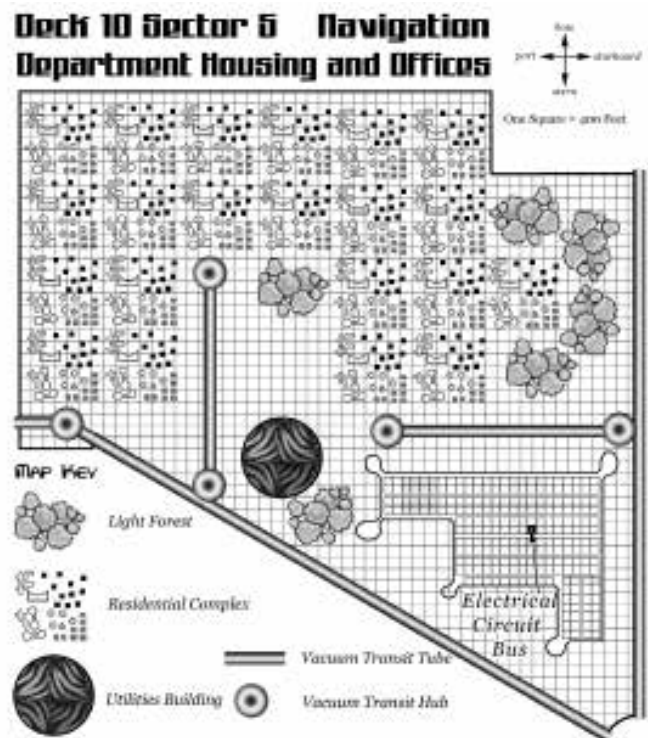 Deck 10 Sector 5 Navigation
Department Housing and Offices
port
starboard
One Square = Feet
Map Key
Light Forest
Residential Complex
Utilities Building
Vacuum Transit Tube
Vacuum Transit Hub
Electrical
Circuit
Bus